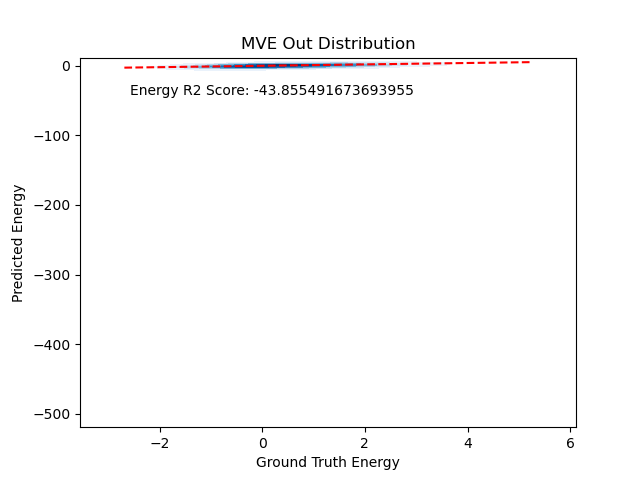 MVE Out Distribution
Energy R2 Score: -43.855491673693955
0
−100
−200
−300
−400
−500
Predicted Energy
−2
0
2
4
6
Ground Truth Energy